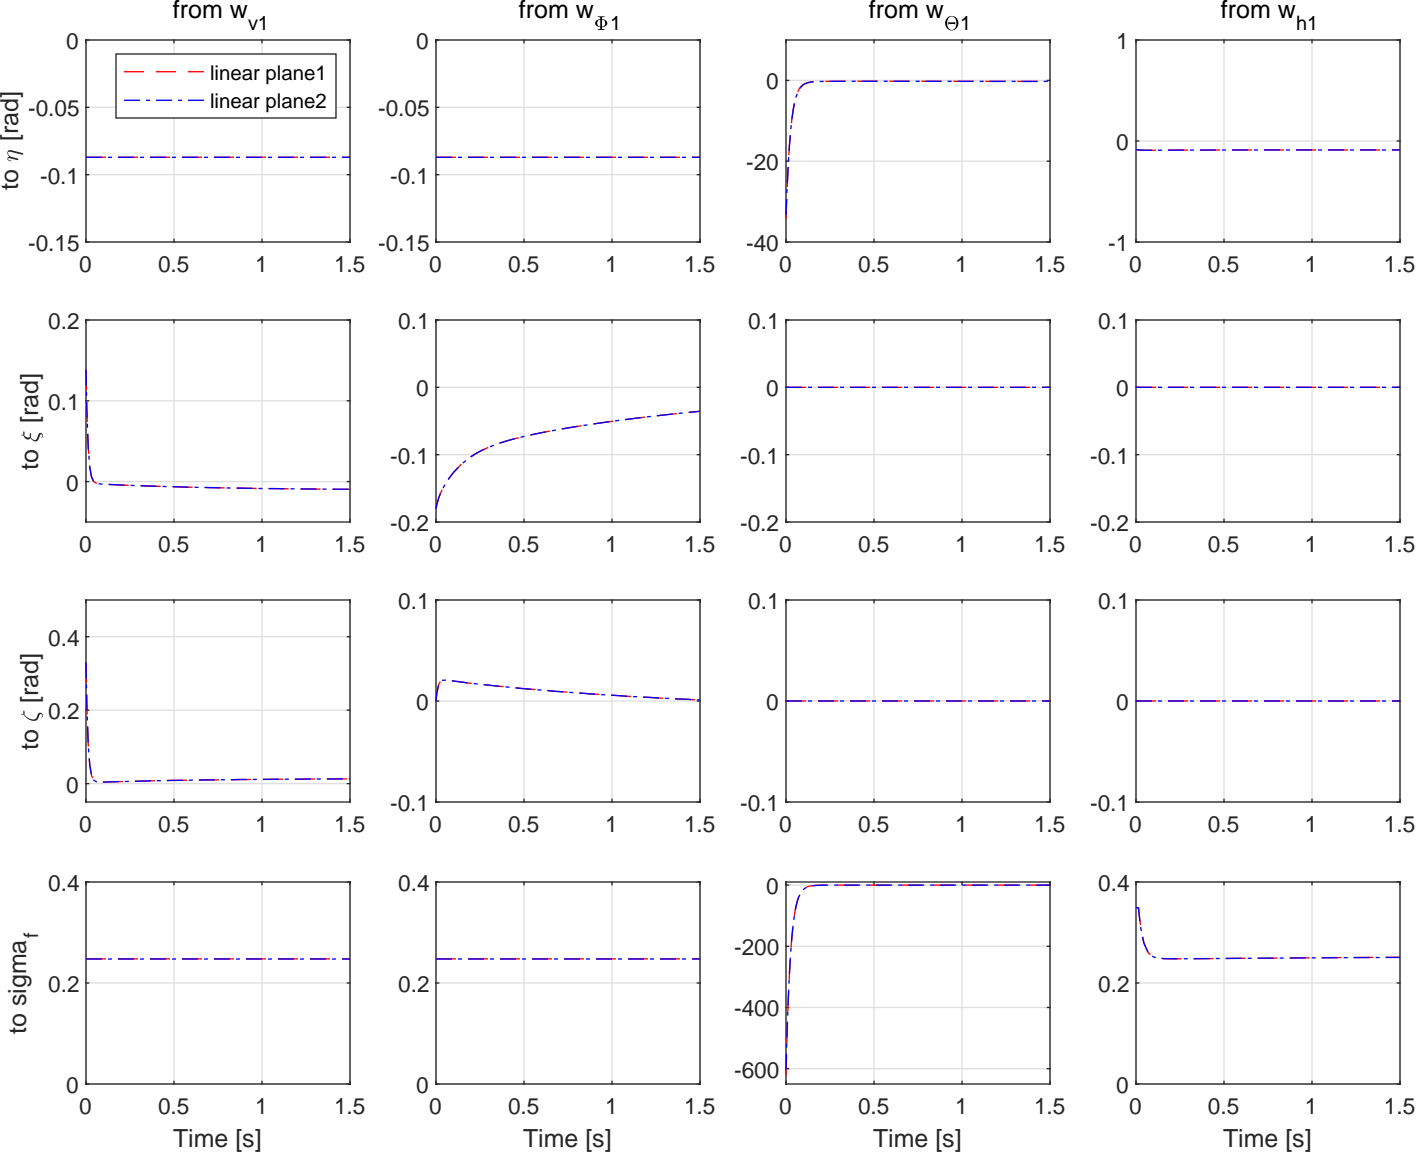 from w_v1 from w_Φ1 from w_Θ1 from w_h1
to η [rad]
0 -0.05 -0.1 -0.15
linear plane1
linear plane2
0 0.5 1 1.5
0 -0.05 -0.1 -0.15
0 0.5 1 1.5
0 -20 -40
0 0.5 1 1.5
1 0 -1
0 0.5 1 1.5
to ξ [rad]
0.2 0.1 0
0 0.5 1 1.5
0.1 0 -0.1 -0.2
0 0.5 1 1.5
0.1 0 -0.1 -0.2
0 0.5 1 1.5
0.1 0 -0.1 -0.2
0 0.5 1 1.5
to ζ [rad]
0.4 0.2 0
0 0.5 1 1.5
0.1 0 -0.1
0 0.5 1 1.5
0.1 0 -0.1
0 0.5 1 1.5
0.1 0 -0.1
0 0.5 1 1.5
to sigma_f
0.4 0.2 0
0 0.5 1 1.5
Time [s]
0.4 0.2 0
0 0.5 1 1.5
Time [s]
0 -200 -400 -600
0 0.5 1 1.5
Time [s]
0.4 0.2 0
0 0.5 1 1.5
Time [s]